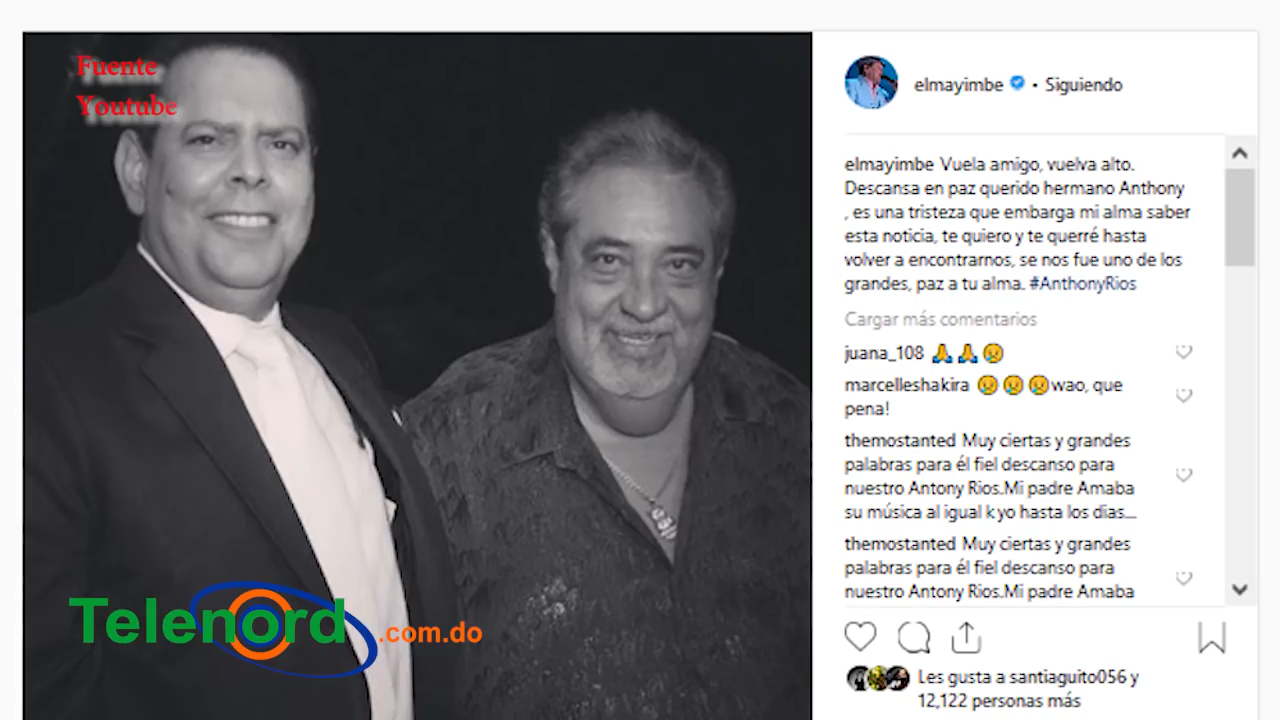 Fuente
Youtube
elmayimbe • Siguiendo
elmayimbe Vuela amigo, vuelva alto.
Descansa en paz querido hermano Anthony
, es una tristeza que embarga mi alma saber
esta noticia, te quiero y te querré hasta
volver a encontrarnos, se nos fue uno de los
grandes, paz a tu alma. #AnthonyRios
Cargar más comentarios
juana_108 🙏🙏😢
marcelleshakira 😢😢😢wao, que
pena!
themostanted Muy ciertas y grandes
palabras para él fiel descanso para
nuestro Antony Rios.Mi padre Amaba
su música al igual k yo hasta los dias....
themostanted Muy ciertas y grandes
palabras para él fiel descanso para
nuestro Antony Rios.Mi padre Amaba
Telenord.com.do
Les gusta a santiaguito056 y
12,122 personas más